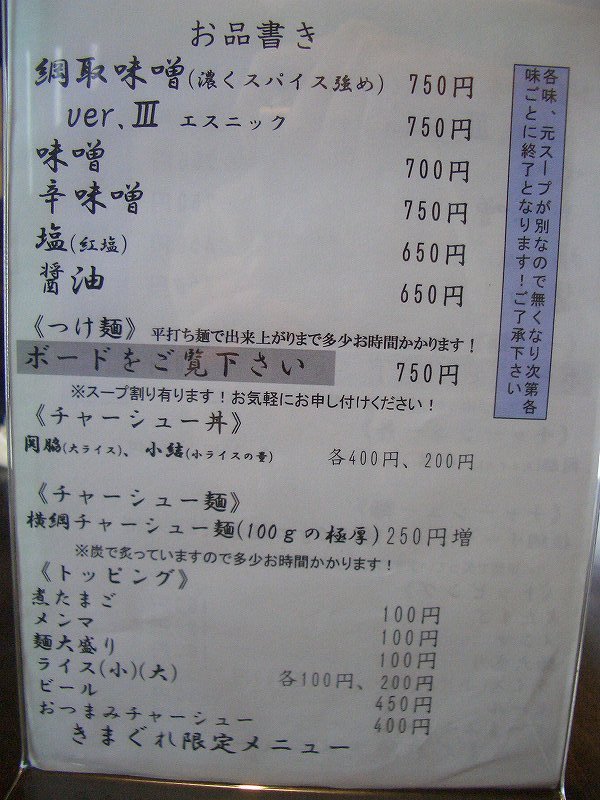 お品書き
綱取味噌(濃くスパイス強め) 750円
ver.Ⅲ エスニック 750円
味噌 700円
辛味噌 750円
塩(紅塩) 650円
醤油 650円
《つけ麺》平打ち麺で出来上がりまで多少お時間かかります！
ボードをご覧下さい 750円
※スープ割り有ります！お気軽にお申し付けください！
《チャーシュー丼》
関脇(大ライス)、小結(小ライスの量) 各400円、200円
《チャーシュー麺》
横綱チャーシュー麺(100gの極厚)250円増
※炭で炙っていますので多少お時間かかります！
《トッピング》
煮たまご 100円
メンマ 100円
麺大盛り 100円
ライス(小)(大) 各100円、200円
ビール 450円
おつまみチャーシュー 400円
きまぐれ限定メニュー
各味、元スープが別なので無くなり次第各
味ごとに終了となります！ご了承下さい